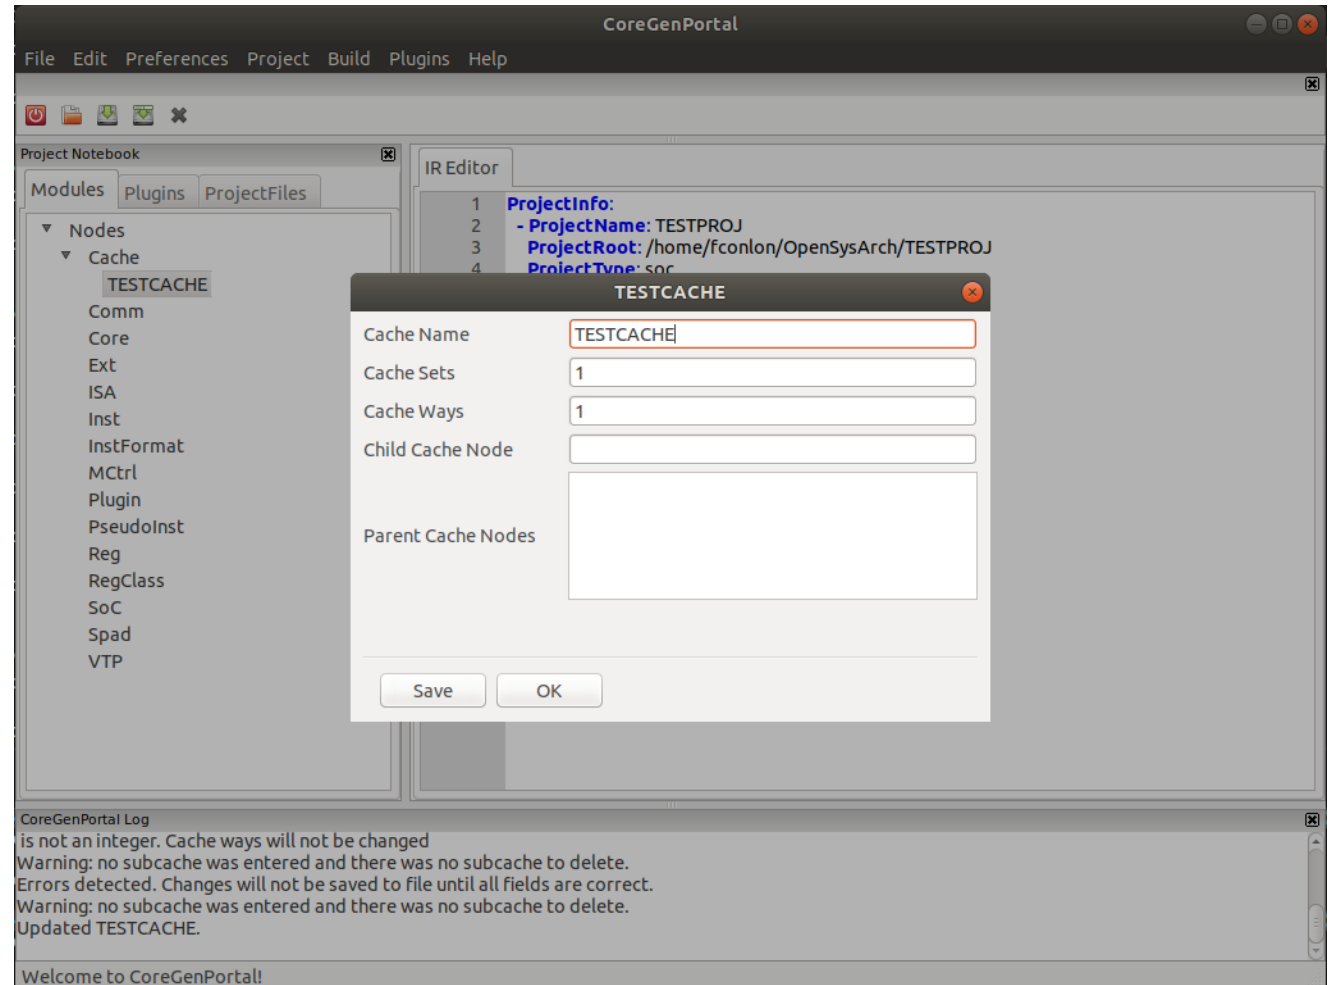 CoreGenPortal
File Edit Preferences Project Build Plugins Help
Project Notebook
Modules Plugins ProjectFiles
Nodes
Cache
TESTCACHE
Comm
Core
Ext
ISA
Inst
InstFormat
MCtrl
Plugin
PseudoInst
Reg
RegClass
SoC
Spad
VTP
IR Editor
1 ProjectInfo:
2 - ProjectName: TESTPROJ
3 ProjectRoot: /home/fconlon/OpenSysArch/TESTPROJ
4 ProjectType: soc
TESTCACHE
Cache Name TESTCACHE
Cache Sets 1
Cache Ways 1
Child Cache Node
Parent Cache Nodes
Save OK
CoreGenPortal Log
is not an integer. Cache ways will not be changed
Warning: no subcache was entered and there was no subcache to delete.
Errors detected. Changes will not be saved to file until all fields are correct.
Warning: no subcache was entered and there was no subcache to delete.
Updated TESTCACHE.
Welcome to CoreGenPortal!